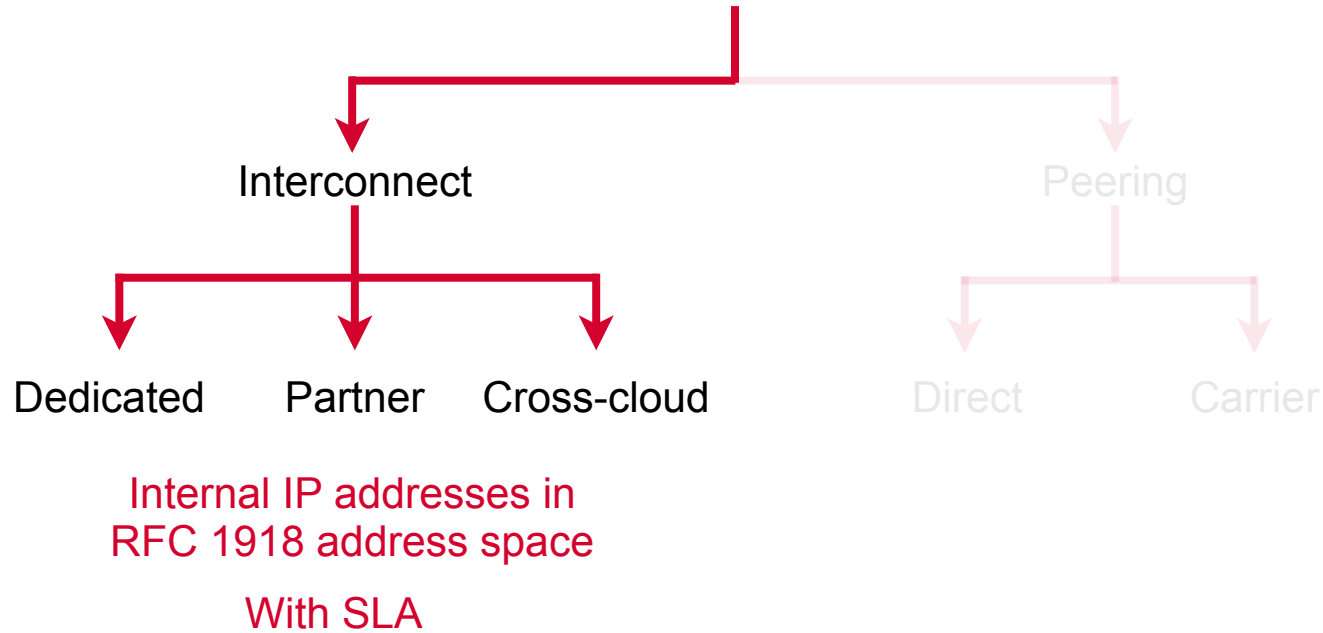 Interconnect
Peering
Dedicated
Partner
Cross-cloud
Direct
Carrier
Internal IP addresses in
RFC 1918 address space
With SLA